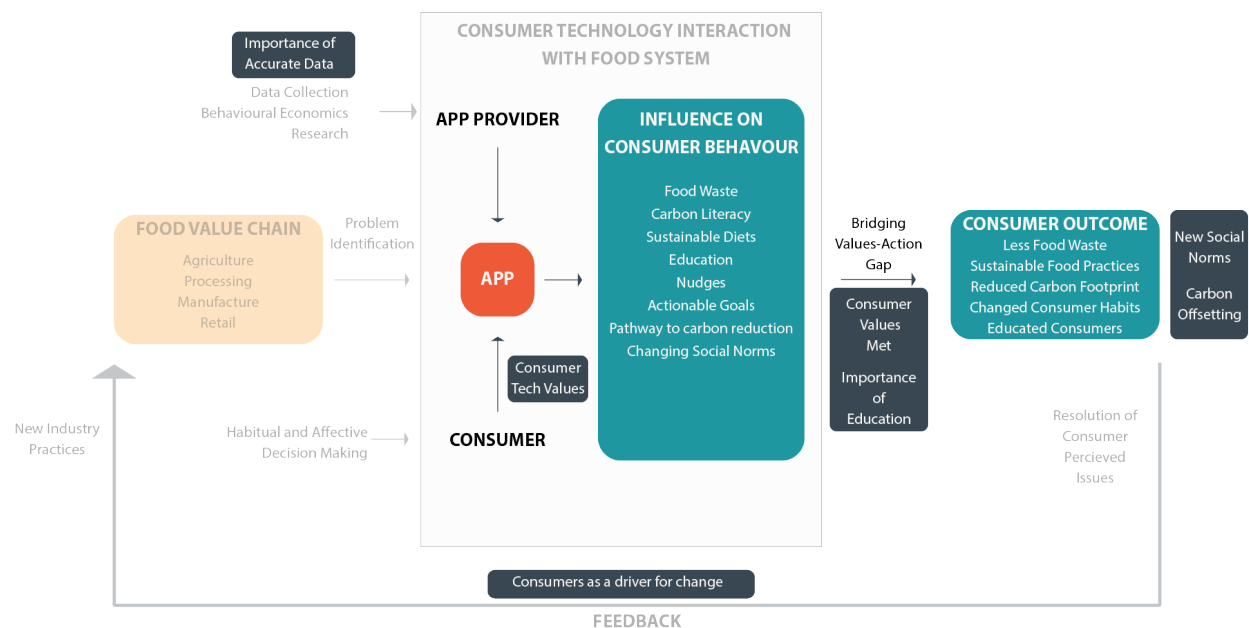 CONSUMER TECHNOLOGY INTERACTION
WITH FOOD SYSTEM
Importance of
Accurate Data
Data Collection
Behavioural Economics
Research
APP PROVIDER
INFLUENCE ON
CONSUMER BEHAVOUR
Food Waste
Carbon Literacy
Sustainable Diets
Education
Nudges
Actionable Goals
Pathway to carbon reduction
Changing Social Norms
FOOD VALUE CHAIN
Agriculture
Processing
Manufacture
Retail
Problem
Identification
APP
Consumer
Tech Values
CONSUMER
Habitual and Affective
Decision Making
Bridging
Values-Action
Gap
Consumer
Values
Met
Importance
of
Education
CONSUMER OUTCOME
Less Food Waste
Sustainable Food Practices
Reduced Carbon Footprint
Changed Consumer Habits
Educated Consumers
New Social
Norms
Carbon
Offsetting
New Industry
Practices
Resolution of
Consumer
Percieved
Issues
Consumers as a driver for change
FEEDBACK